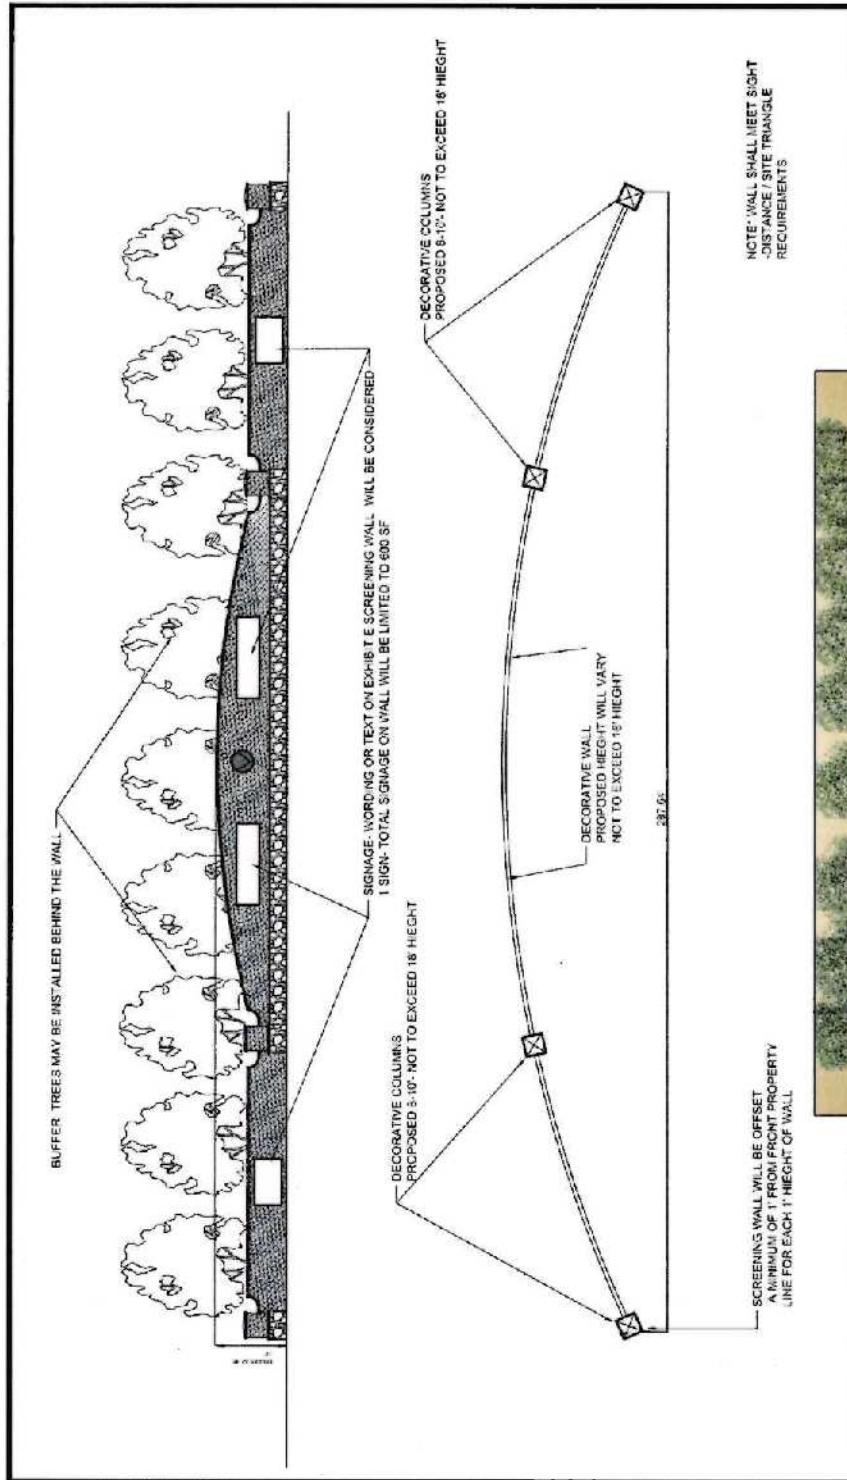 BUFFER TREES MAY BE INSTALLED BEHIND THE WALL
SIGNAGE- WORDING OR TEXT ON EXHIBIT E SCREENING WALL WILL BE CONSIDERED
1 SIGN- TOTAL SIGNAGE ON WALL WILL BE LIMITED TO 600 SF
DECORATIVE COLUMNS
PROPOSED 8-10'- NOT TO EXCEED 16' HIEGHT
DECORATIVE COLUMNS
PROPOSED 8-10'- NOT TO EXCEED 16' HIEGHT
DECORATIVE WALL
PROPOSED HIEGHT WILL VARY
NOT TO EXCEED 16' HIEGHT
SCREENING WALL WILL BE OFFSET
A MINIMUM OF 1' FROM FRONT PROPERTY
LINE FOR EACH 1' HIEGHT OF WALL
NOTE* WALL SHALL MEET SIGHT
-DISTANCE / SITE TRIANGLE
REQUIREMENTS